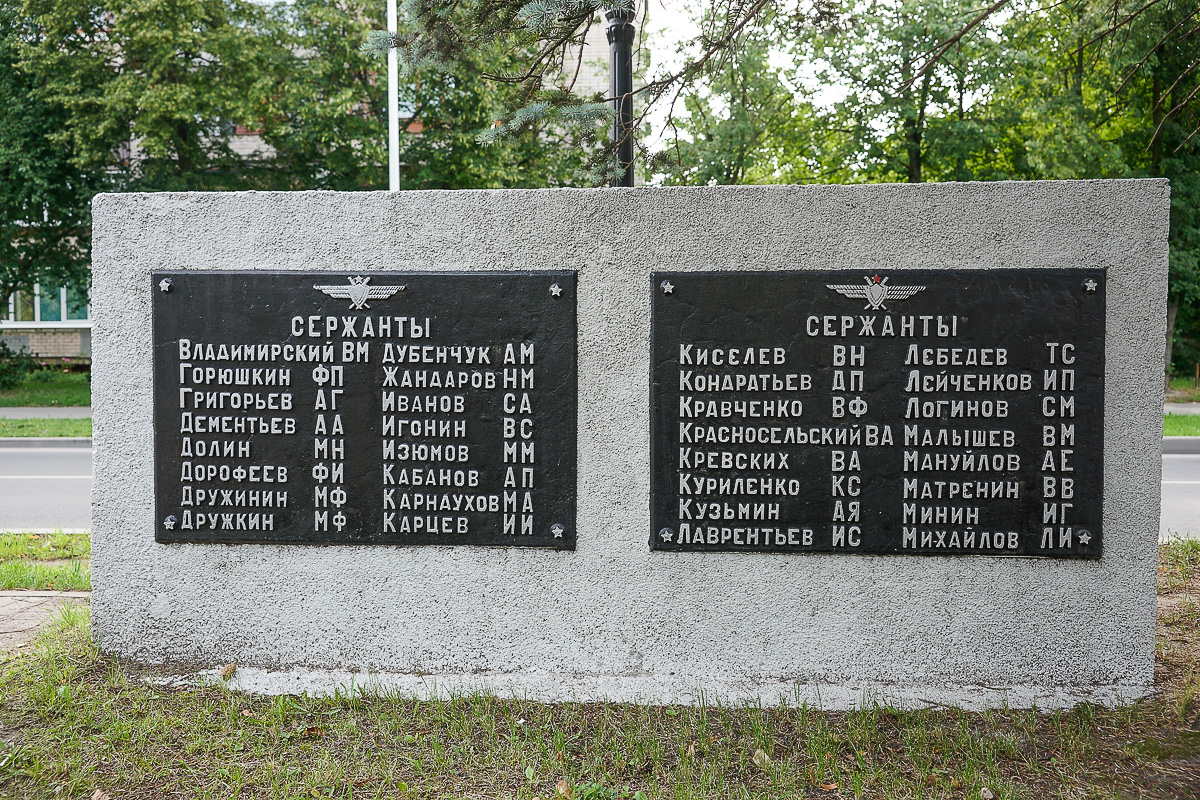 СЕРЖАНТЫ
ВЛАДИМИРСКИЙ ВМ
ГОРЮШКИН ФП
ГРИГОРЬЕВ АГ
ДЕМЕНТЬЕВ АА
ДОЛИН МН
ДОРОФЕЕВ ФИ
ДРУЖИНИН МФ
ДРУЖКИН МФ
ДУБЕНЧУК АМ
ЖАНДАРОВ НМ
ИВАНОВ СА
ИГОНИН ВС
ИЗЮМОВ ММ
КАБАНОВ АП
КАРНАУХОВ МА
КАРЦЕВ ИИ
СЕРЖАНТЫ
КИСЕЛЕВ ВН
КОНДРАТЬЕВ ДП
КРАВЧЕНКО ВФ
КРАСНОСЕЛЬСКИЙ ВА
КРЕВСКИХ ВА
КУРИЛЕНКО КС
КУЗЬМИН АЯ
ЛАВРЕНТЬЕВ ИС
ЛЕБЕДЕВ ТС
ЛЕЙЧЕНКОВ ИП
ЛОГИНОВ СМ
МАЛЫШЕВ ВМ
МАНУЙЛОВ АЕ
МАТРЕНИН ВВ
МИНИН ИГ
МИХАЙЛОВ ЛИ